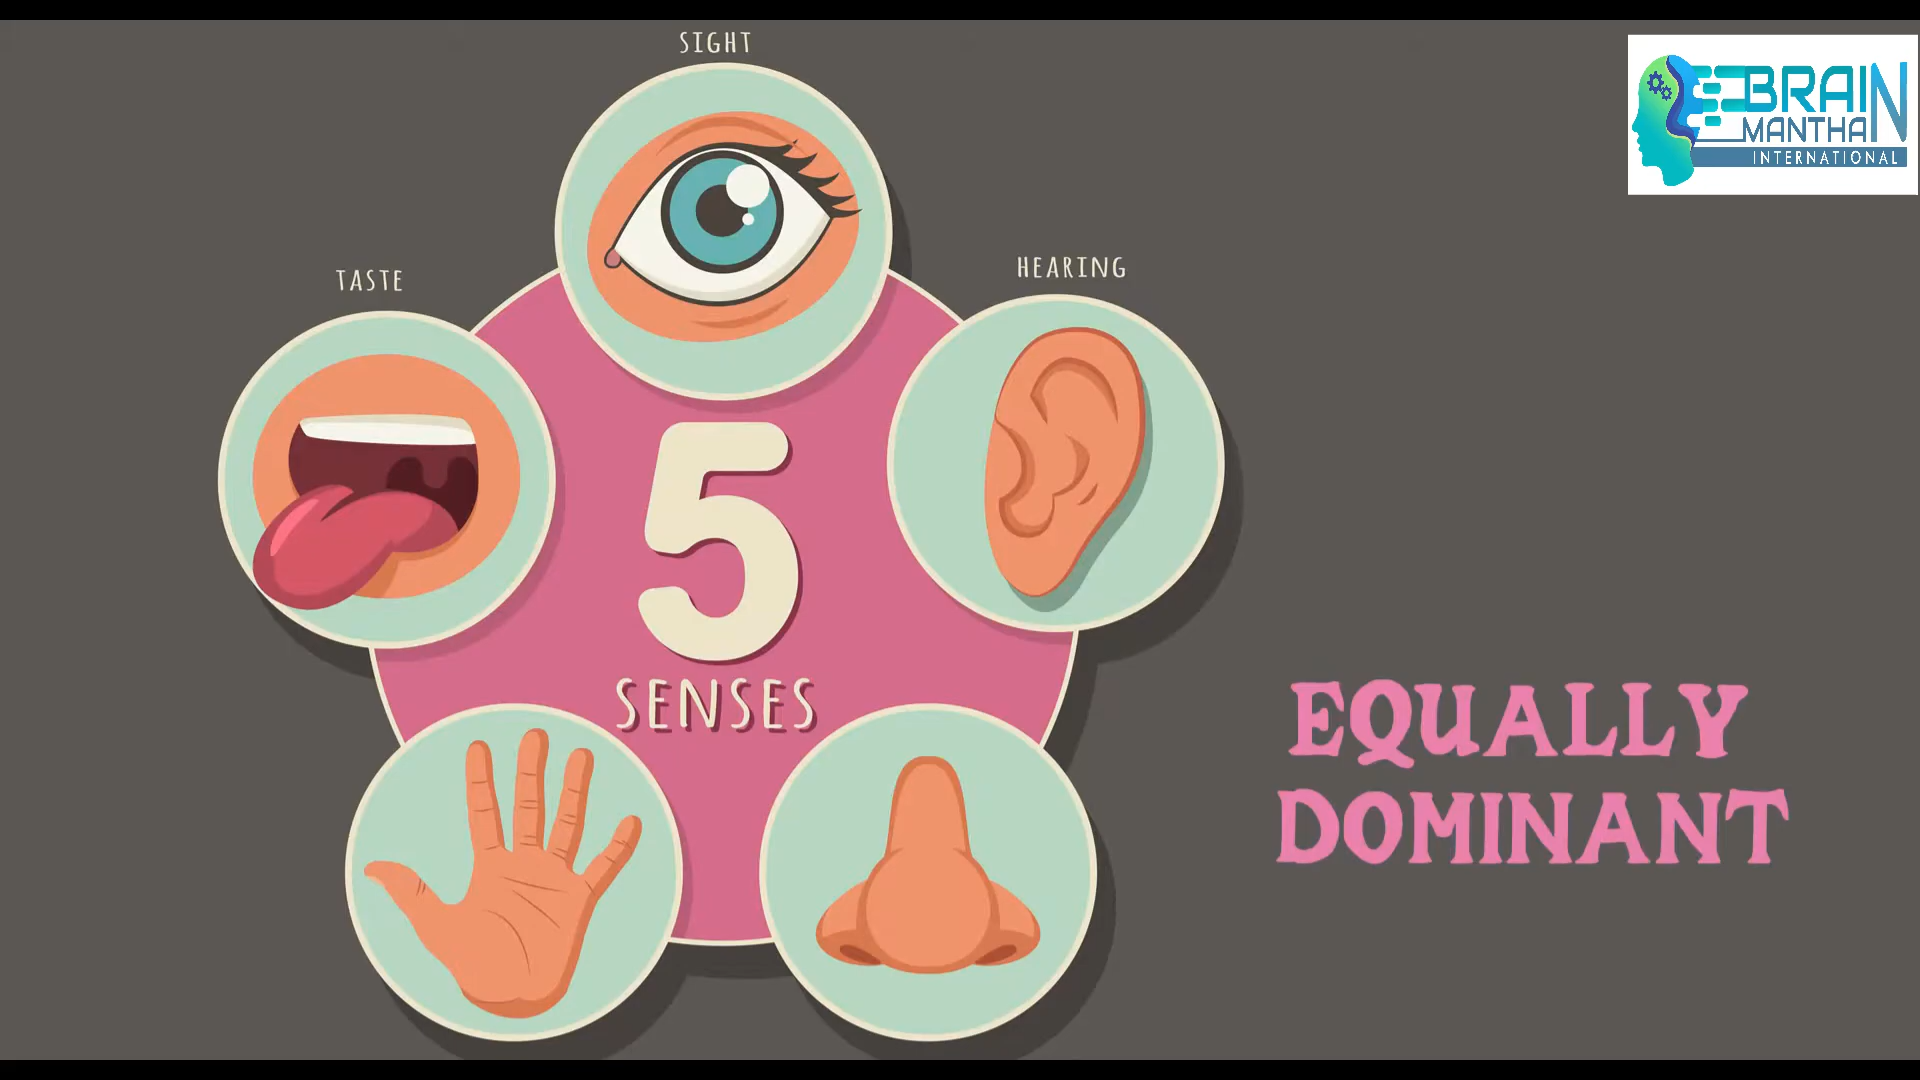 SIGHT
BRAIN
MANTHAN
INTERNATIONAL
TASTE
HEARING
5
SENSES
EQUALLY
DOMINANT